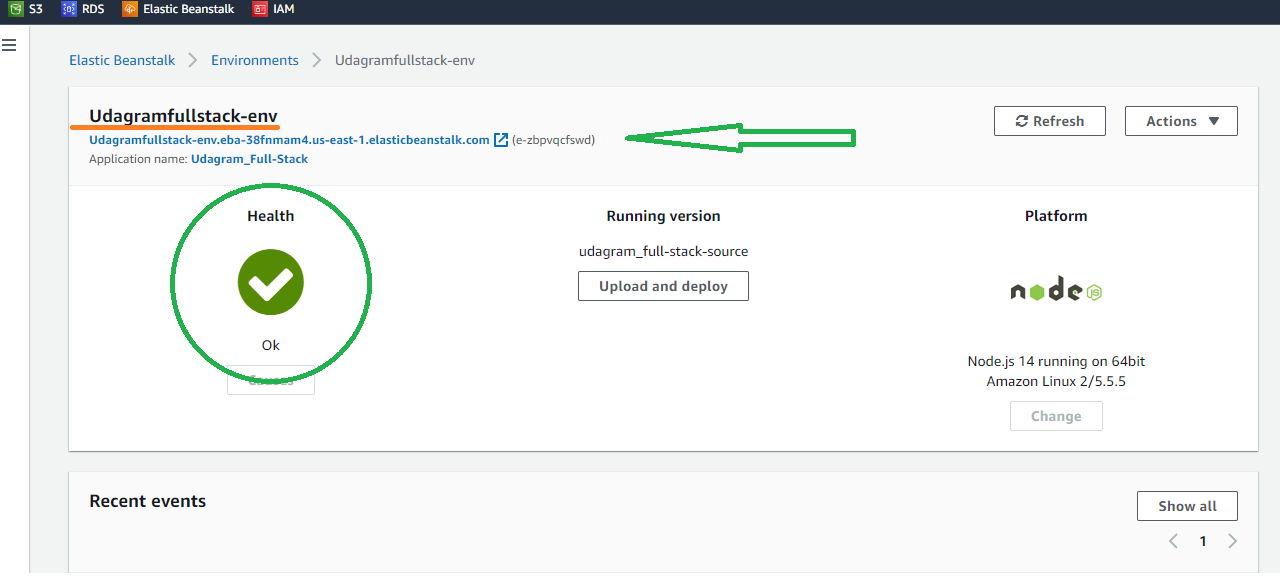 S3 RDS Elastic Beanstalk IAM
Elastic Beanstalk Environments Udagramfullstack-env
Udagramfullstack-env
Refresh Actions
Udagramfullstack-env.eba-38fnmam4.us-east-1.elasticbeanstalk.com (e-zbpvqcfswd)
Application name: Udagram_Full-Stack
Health
Ok
Causes
Running version
udagram_full-stack-source
Upload and deploy
Platform
node JS
Node.js 14 running on 64bit
Amazon Linux 2/5.5.5
Change
Recent events
Show all
1